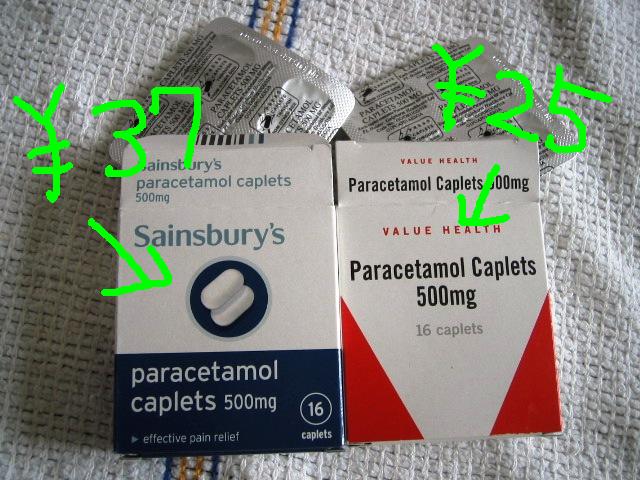 ¥37
¥25
sainsbury's
paracetamol caplets
500mg
Sainsbury's
paracetamol
caplets 500mg
16
caplets
▸ effective pain relief
VALUE HEALTH
Paracetamol Caplets 500mg
VALUE HEALTH
Paracetamol Caplets
500mg
16 caplets